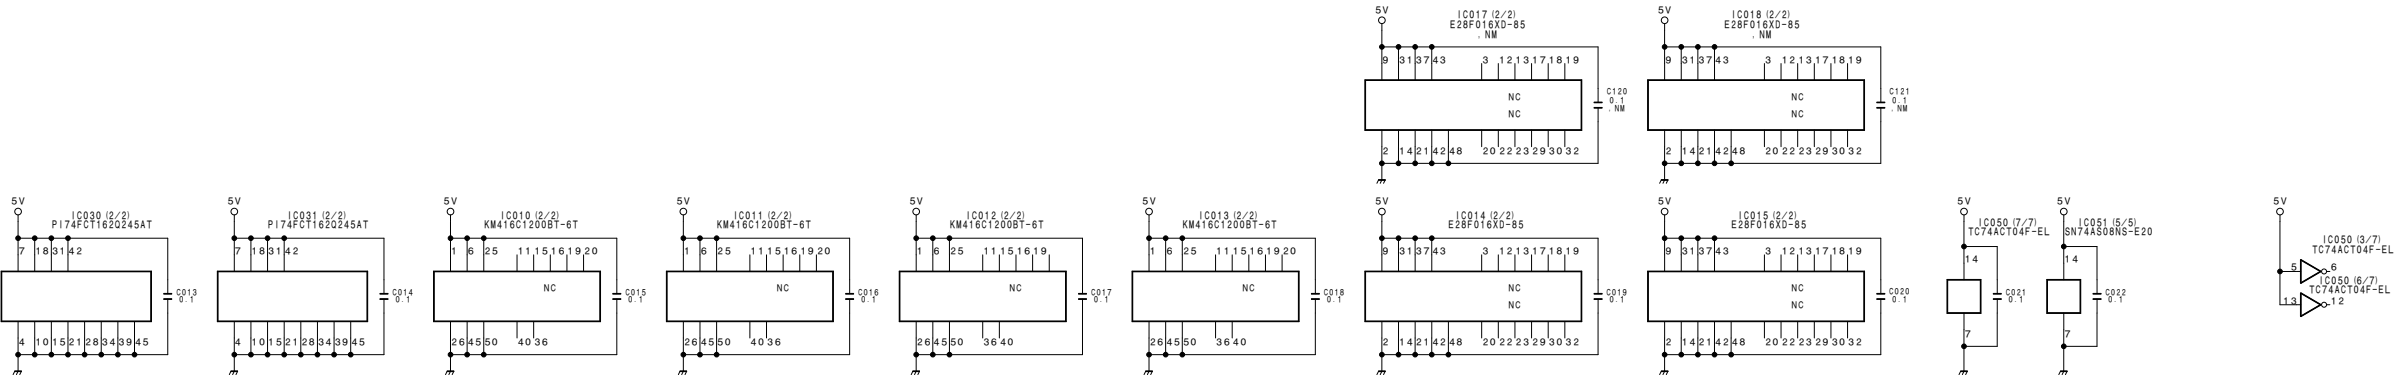 5V
IC017 (2/2)
E28F016XD-85
. NM
9 31 37 43 3 12 13 17 18 19
NC
NC
C120
0.1
. NM
2 14 21 42 48 20 22 23 29 30 32
5V
IC018 (2/2)
E28F016XD-85
. NM
9 31 37 43 3 12 13 17 18 19
NC
NC
C121
0.1
. NM
2 14 21 42 48 20 22 23 29 30 32
5V
IC030 (2/2)
PI74FCT162Q245AT
7 18 31 42
C013
0.1
4 10 15 21 28 34 39 45
5V
IC031 (2/2)
PI74FCT162Q245AT
7 18 31 42
C014
0.1
4 10 15 21 28 34 39 45
5V
IC010 (2/2)
KM416C1200BT-6T
1 6 25 11 15 16 19 20
NC
C015
0.1
26 45 50 40 36
5V
IC011 (2/2)
KM416C1200BT-6T
1 6 25 11 15 16 19 20
NC
C016
0.1
26 45 50 40 36
5V
IC012 (2/2)
KM416C1200BT-6T
1 6 25 11 15 16 19
NC
C017
0.1
26 45 50 36 40
5V
IC013 (2/2)
KM416C1200BT-6T
1 6 25 11 15 16 19 20
NC
C018
0.1
26 45 50 36 40
5V
IC014 (2/2)
E28F016XD-85
9 31 37 43 3 12 13 17 18 19
NC
NC
C019
0.1
2 14 21 42 48 20 22 23 29 30 32
5V
IC015 (2/2)
E28F016XD-85
9 31 37 43 3 12 13 17 18 19
NC
NC
C020
0.1
2 14 21 42 48 20 22 23 29 30 32
5V
IC050 (7/7)
TC74ACT04F-EL
14
C021
0.1
7
5V
IC051 (5/5)
SN74AS08NS-E20
14
C022
0.1
7
5V
IC050 (3/7)
TC74ACT04F-EL
5 6
IC050 (6/7)
TC74ACT04F-EL
13 12